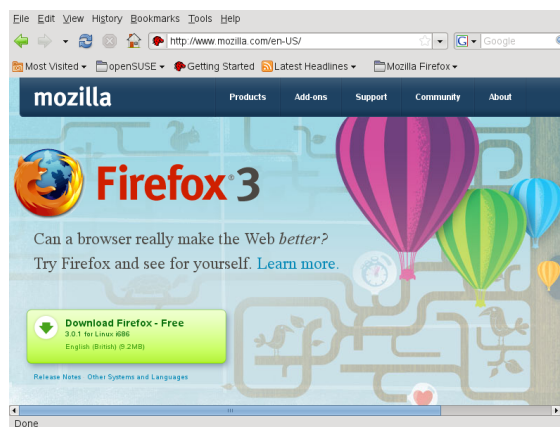 File Edit View History Bookmarks Tools Help
http://www.mozilla.com/en-US/ G Google
Most Visited openSUSE Getting Started Latest Headlines Mozilla Firefox
mozilla Products Add-ons Support Community About
Firefox® 3
Can a browser really make the Web better?
Try Firefox and see for yourself. Learn more.
Download Firefox - Free
3.0.1 for Linux i686
English (British) (9.2MB)
Release Notes Other Systems and Languages
Done